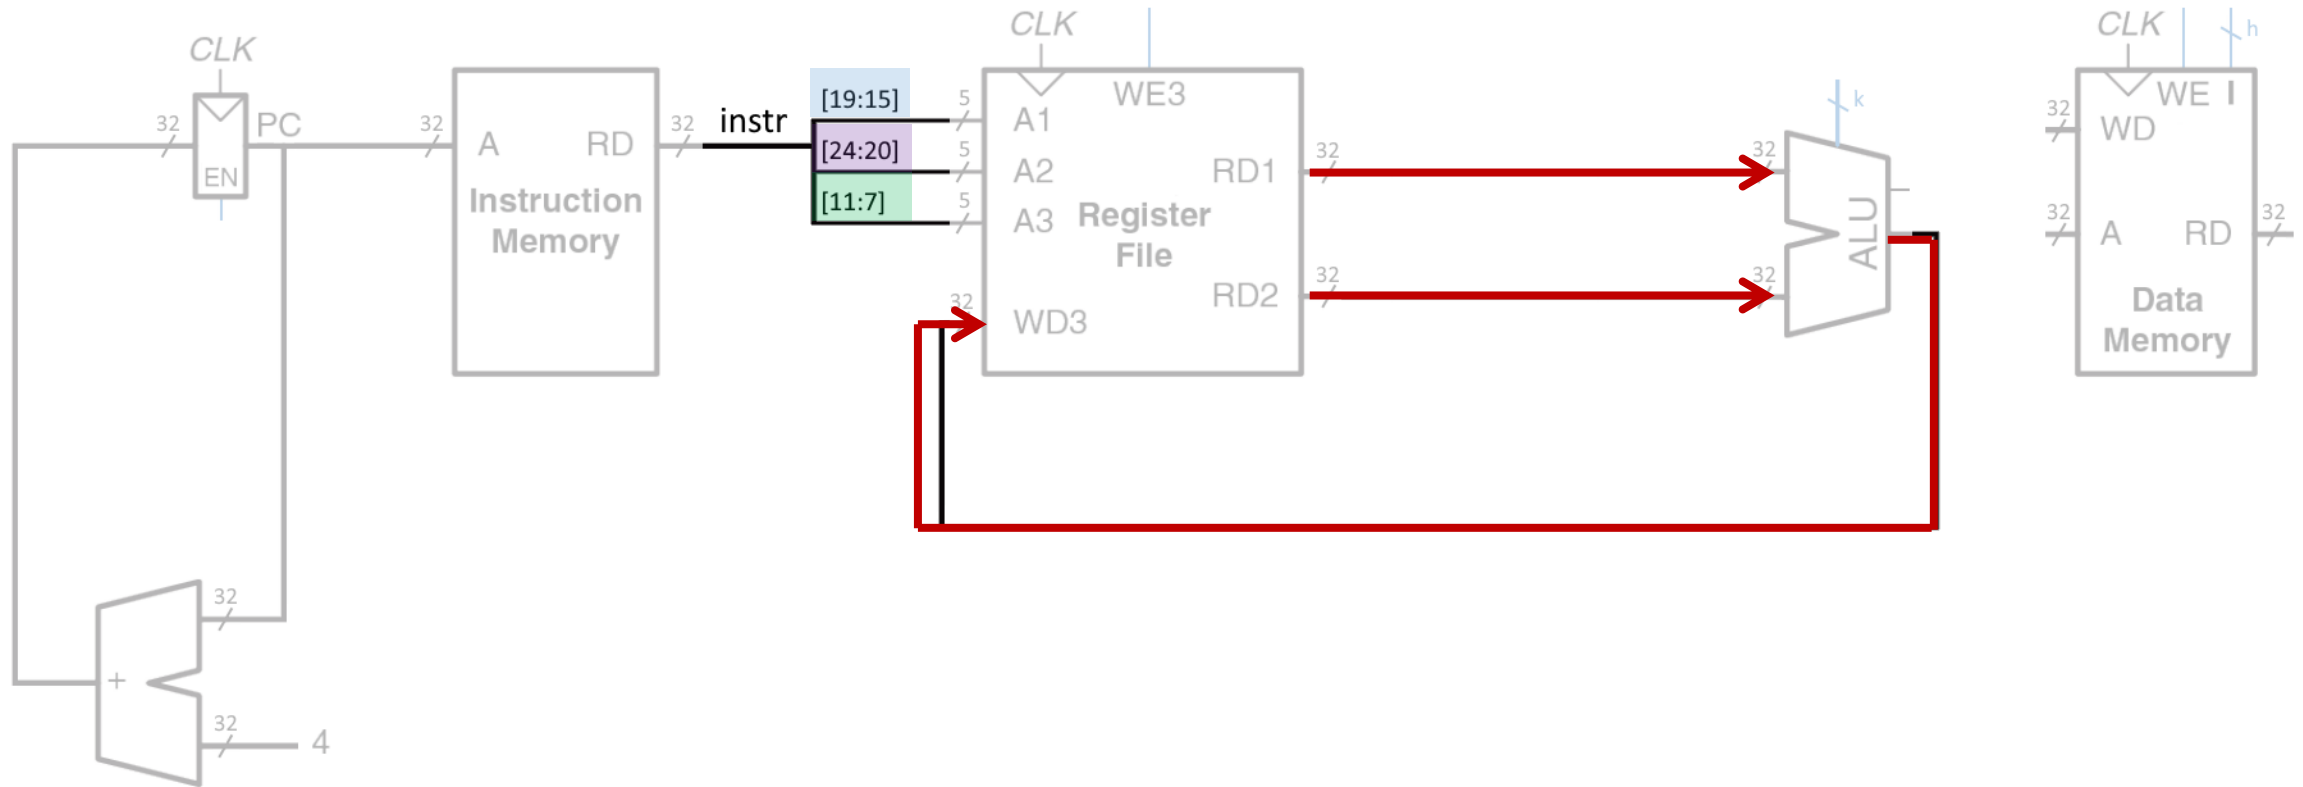 CLK
32
PC
EN
32
A
RD
Instruction
Memory
32
instr
[19:15]
[24:20]
[11:7]
5
5
5
32
CLK
WE3
A1
A2
A3
WD3
RD1
RD2
Register
File
32
32
32
32
k
ALU
CLK
h
WE I
32
WD
32
A
RD
32
Data
Memory
32
+
32
4